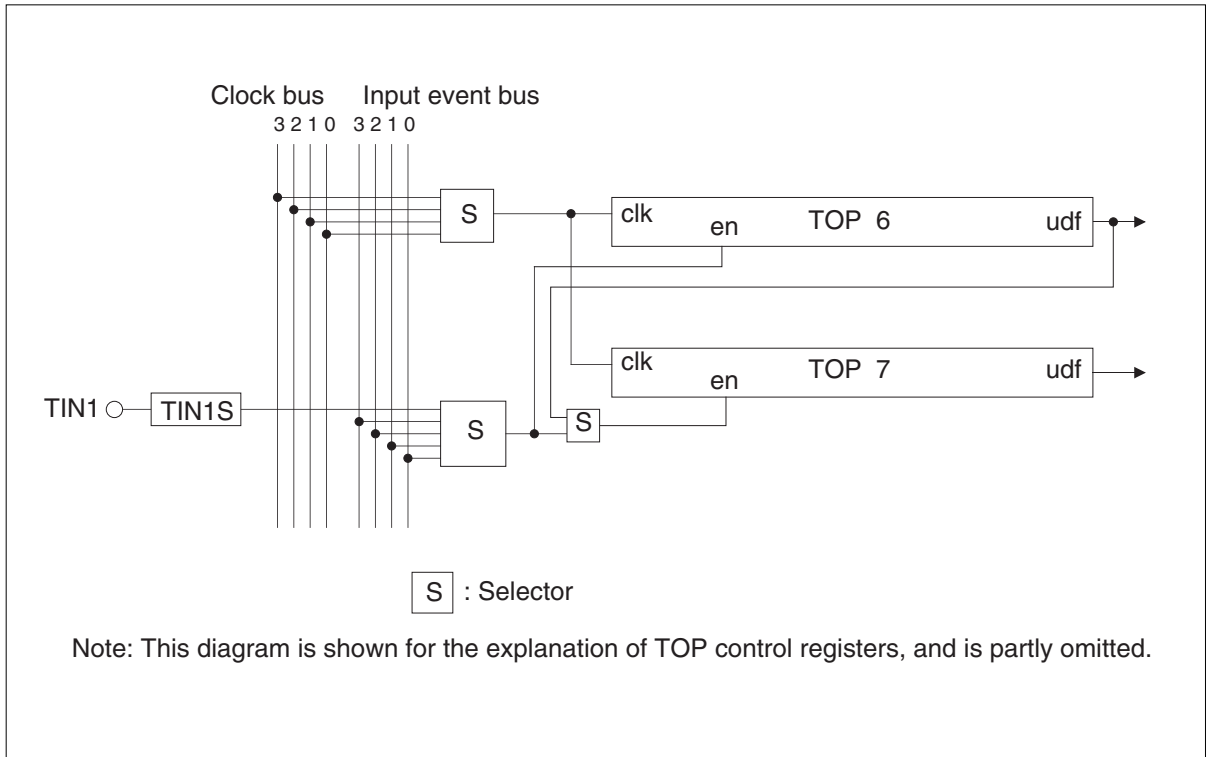 Clock bus Input event bus
3 2 1 0 3 2 1 0
S
clk en TOP 6 udf
clk en TOP 7 udf
TIN1 TIN1S
S
S
S : Selector
Note: This diagram is shown for the explanation of TOP control registers, and is partly omitted.